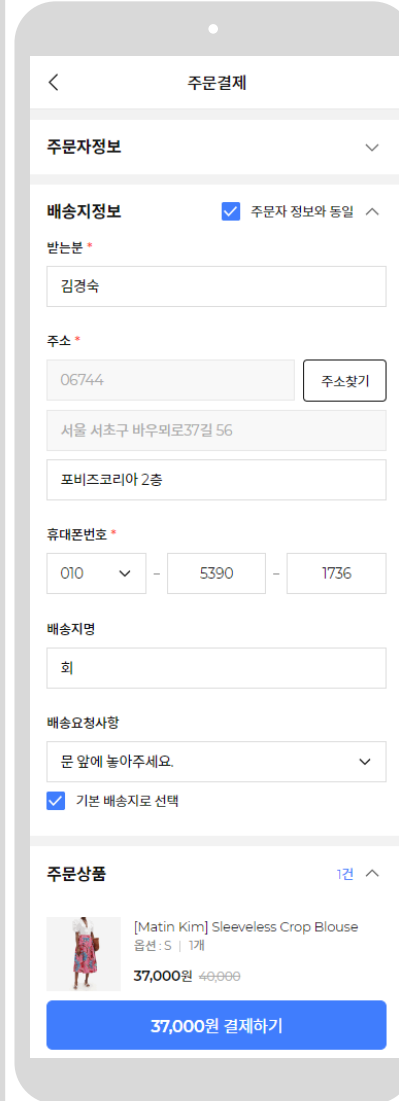 주문결제
주문자정보
배송지정보 주문자 정보와 동일
받는분 *
김경숙
주소 *
06744 주소찾기
서울 서초구 바우뫼로37길 56
포비즈코리아 2층
휴대폰번호 *
010 - 5390 - 1736
배송지명
회
배송요청사항
문 앞에 놓아주세요.
기본 배송지로 선택
주문상품 1건
[Matin Kim] Sleeveless Crop Blouse
옵션 : S | 1개
37,000원 40,000
37,000원 결제하기